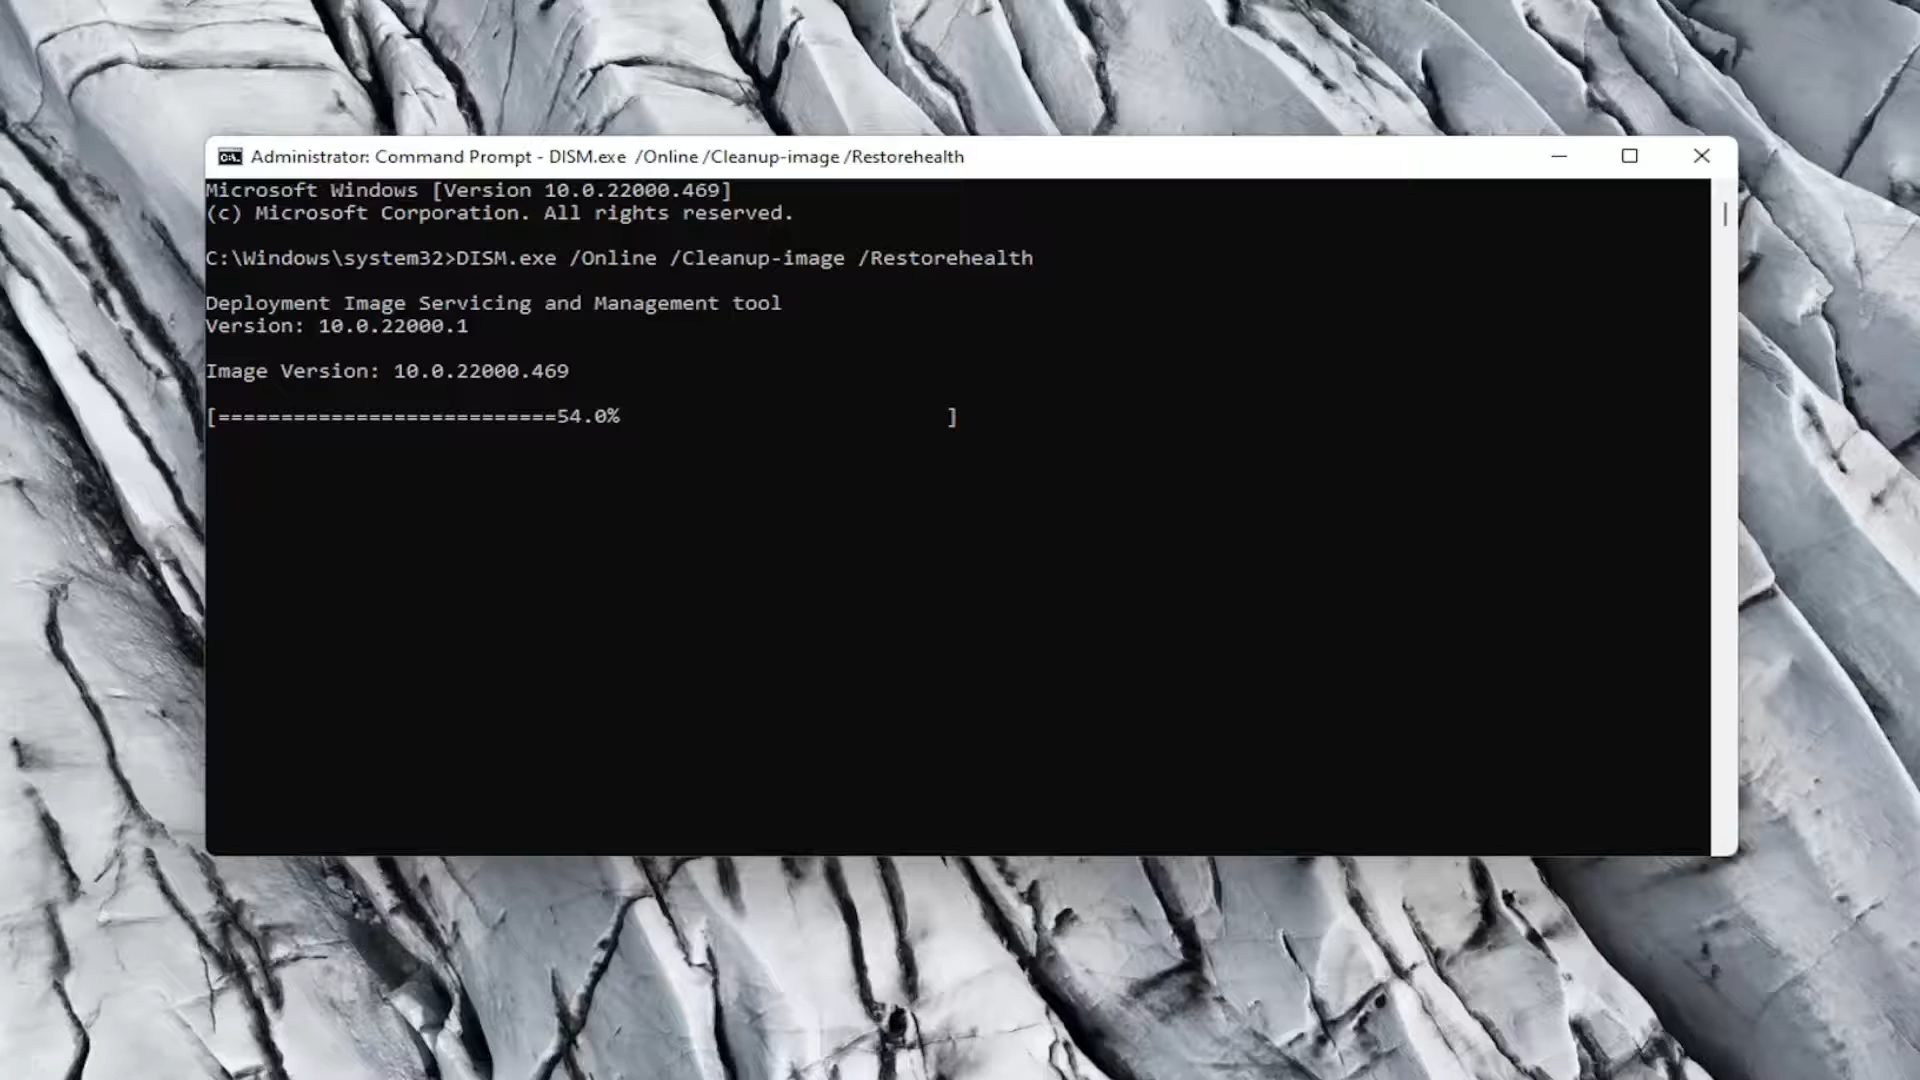 Administrator: Command Prompt - DISM.exe  /Online /Cleanup-image /Restorehealth
Microsoft Windows [Version 10.0.22000.469]
(c) Microsoft Corporation. All rights reserved.
C:\Windows\system32>DISM.exe /Online /Cleanup-image /Restorehealth
Deployment Image Servicing and Management tool
Version: 10.0.22000.1
Image Version: 10.0.22000.469
[===========================54.0%                          ]